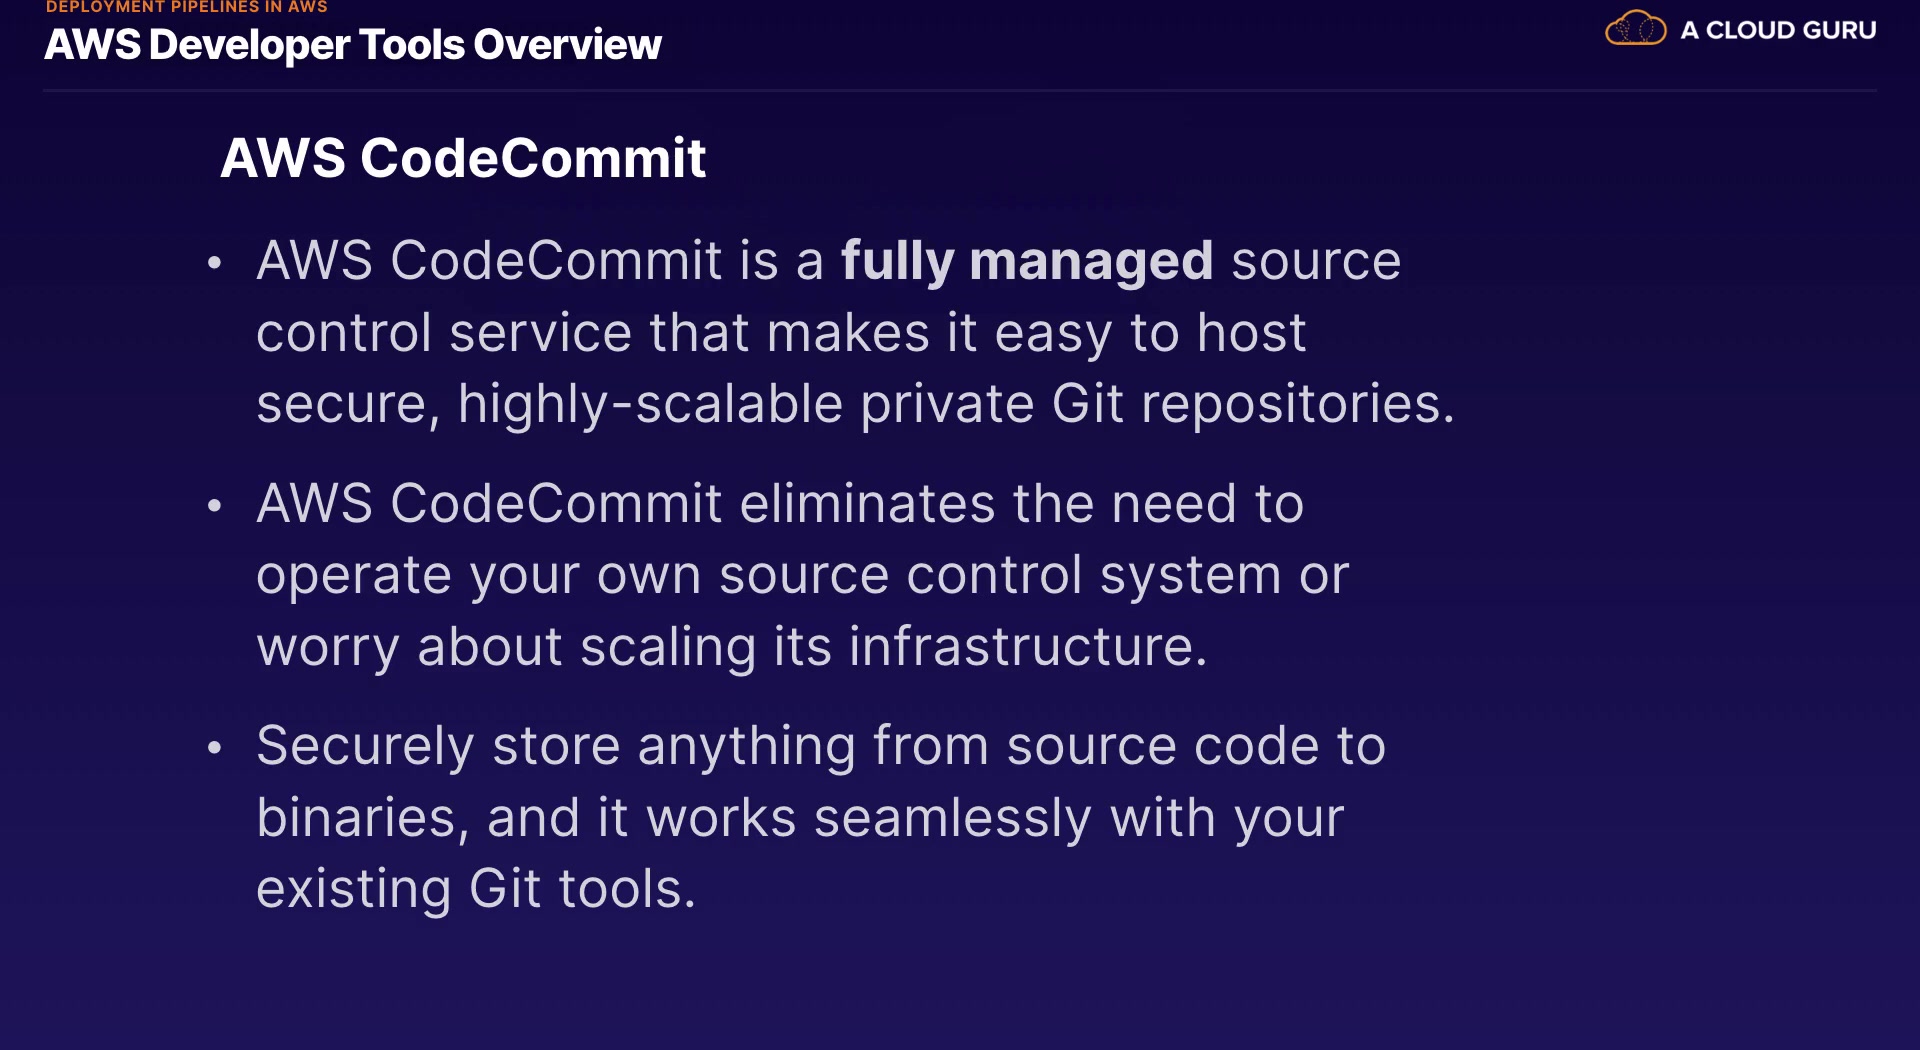 DEPLOYMENT PIPELINES IN AWS
AWS Developer Tools Overview
A CLOUD GURU
AWS CodeCommit
• AWS CodeCommit is a fully managed source
control service that makes it easy to host
secure, highly-scalable private Git repositories.
• AWS CodeCommit eliminates the need to
operate your own source control system or
worry about scaling its infrastructure.
• Securely store anything from source code to
binaries, and it works seamlessly with your
existing Git tools.